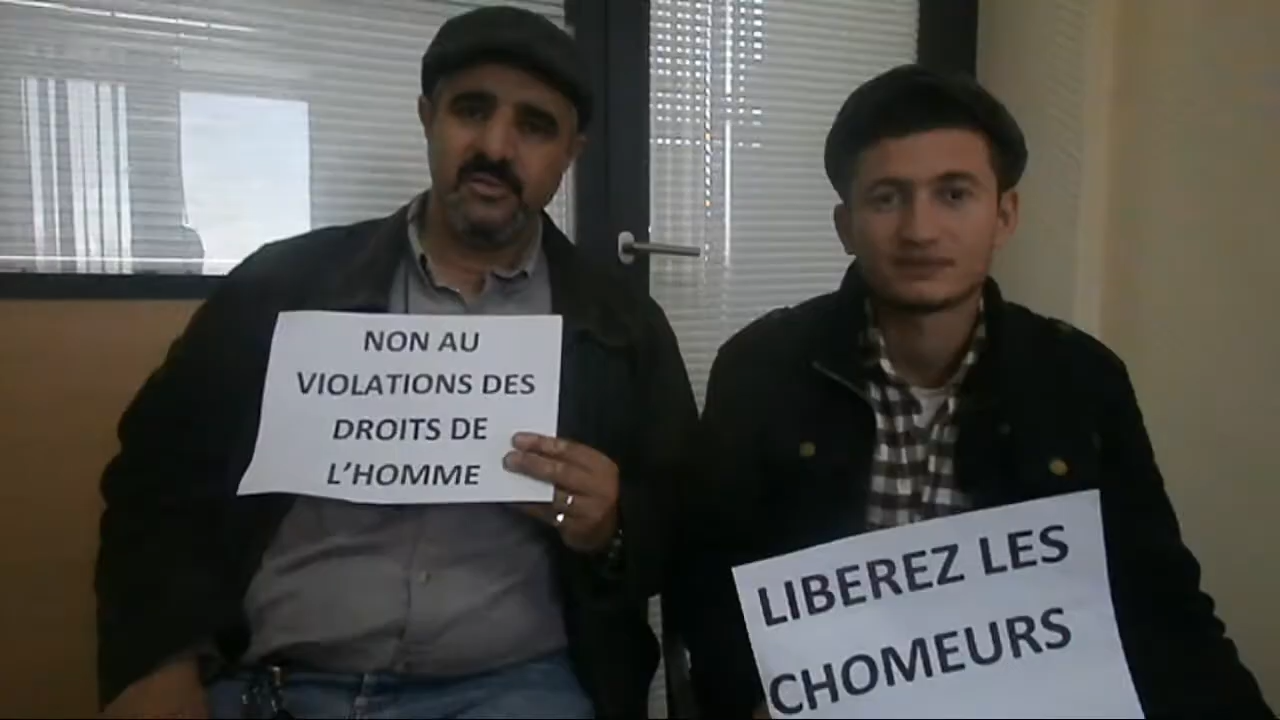 NON AU
VIOLATIONS DES
DROITS DE
L'HOMME
LIBEREZ LES
CHOMEURS